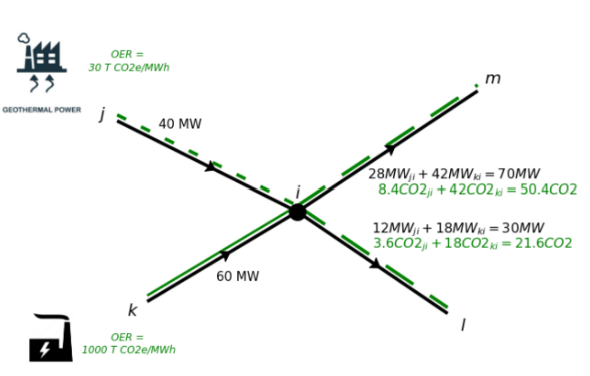 OER =
30 T CO2e/MWh
GEOTHERMAL POWER
j
40 MW
m
i
28MW_{ji} + 42MW_{ki} = 70MW
8.4CO2_{ji} + 42CO2_{ki} = 50.4CO2
12MW_{ji} + 18MW_{ki} = 30MW
3.6CO2_{ji} + 18CO2_{ki} = 21.6CO2
60 MW
k
l
OER =
1000 T CO2e/MWh